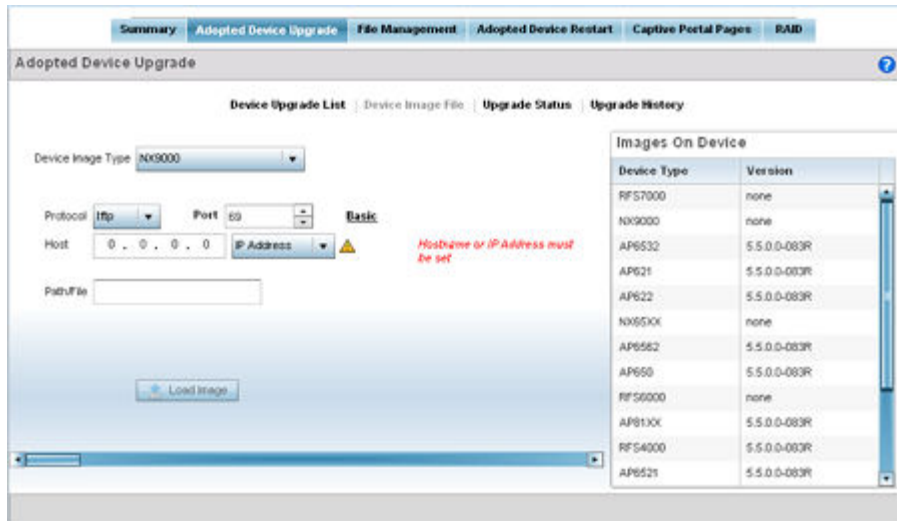 Summary Adopted Device Upgrade File Management Adopted Device Restart Captive Portal Pages RAID
Adopted Device Upgrade ?
Device Upgrade List | Device Image File | Upgrade Status | Upgrade History
Device Image Type NX9000
Protocol tftp Port 69 Basic
Host 0 . 0 . 0 . 0 IP Address
Hostname or IP Address must
be set
Path/File
Load Image
Images On Device
Device Type Version
RFS7000 none
NX9000 none
AP6532 5.5.0.0-083R
AP621 5.5.0.0-083R
AP622 5.5.0.0-083R
NX65XX none
AP6562 5.5.0.0-083R
AP650 5.5.0.0-083R
RFS6000 none
AP81XX 5.5.0.0-083R
RFS4000 5.5.0.0-083R
AP6521 5.5.0.0-083R